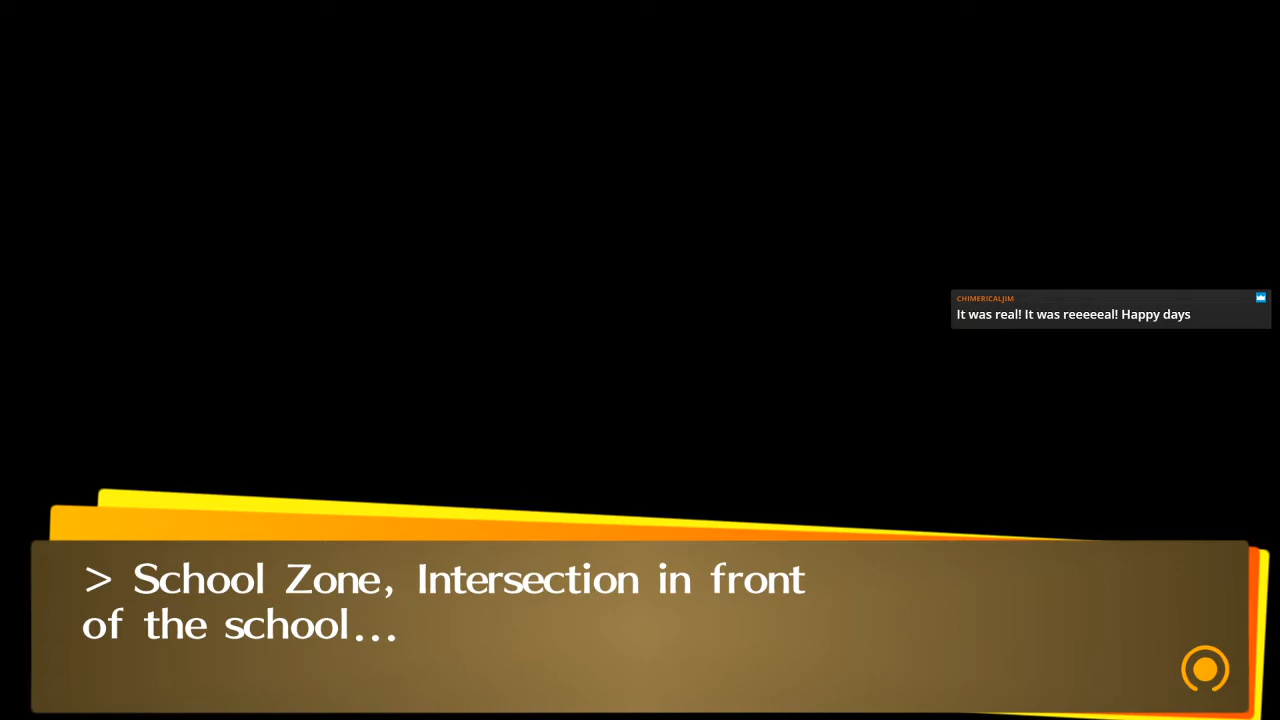 CHIMERICALJIM
It was real! It was reeeeeal! Happy days
> School Zone, Intersection in front
of the school...